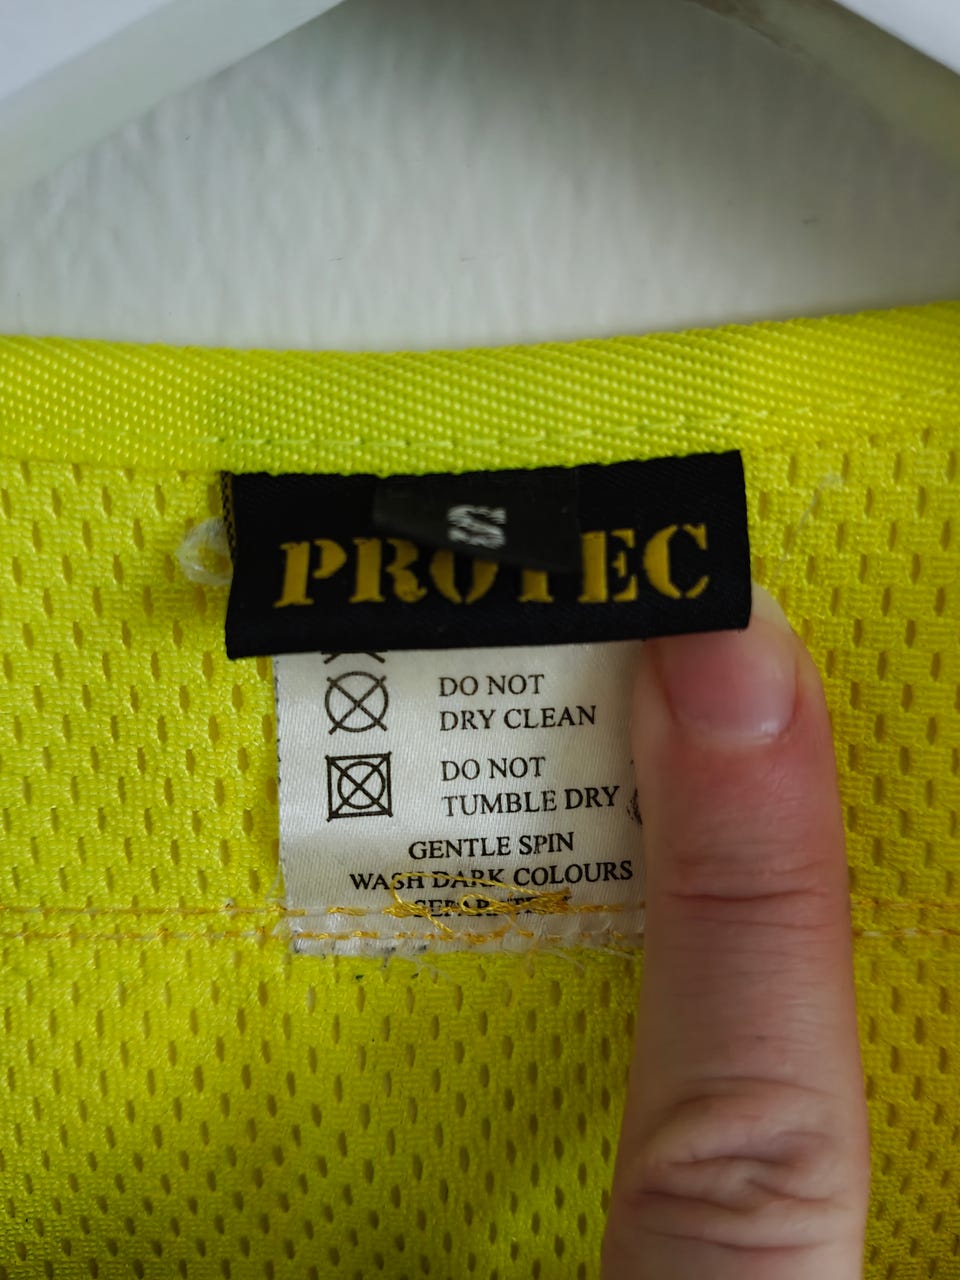 S
PROTEC
DO NOT
DRY CLEAN
DO NOT
TUMBLE DRY
GENTLE SPIN
WASH DARK COLOURS